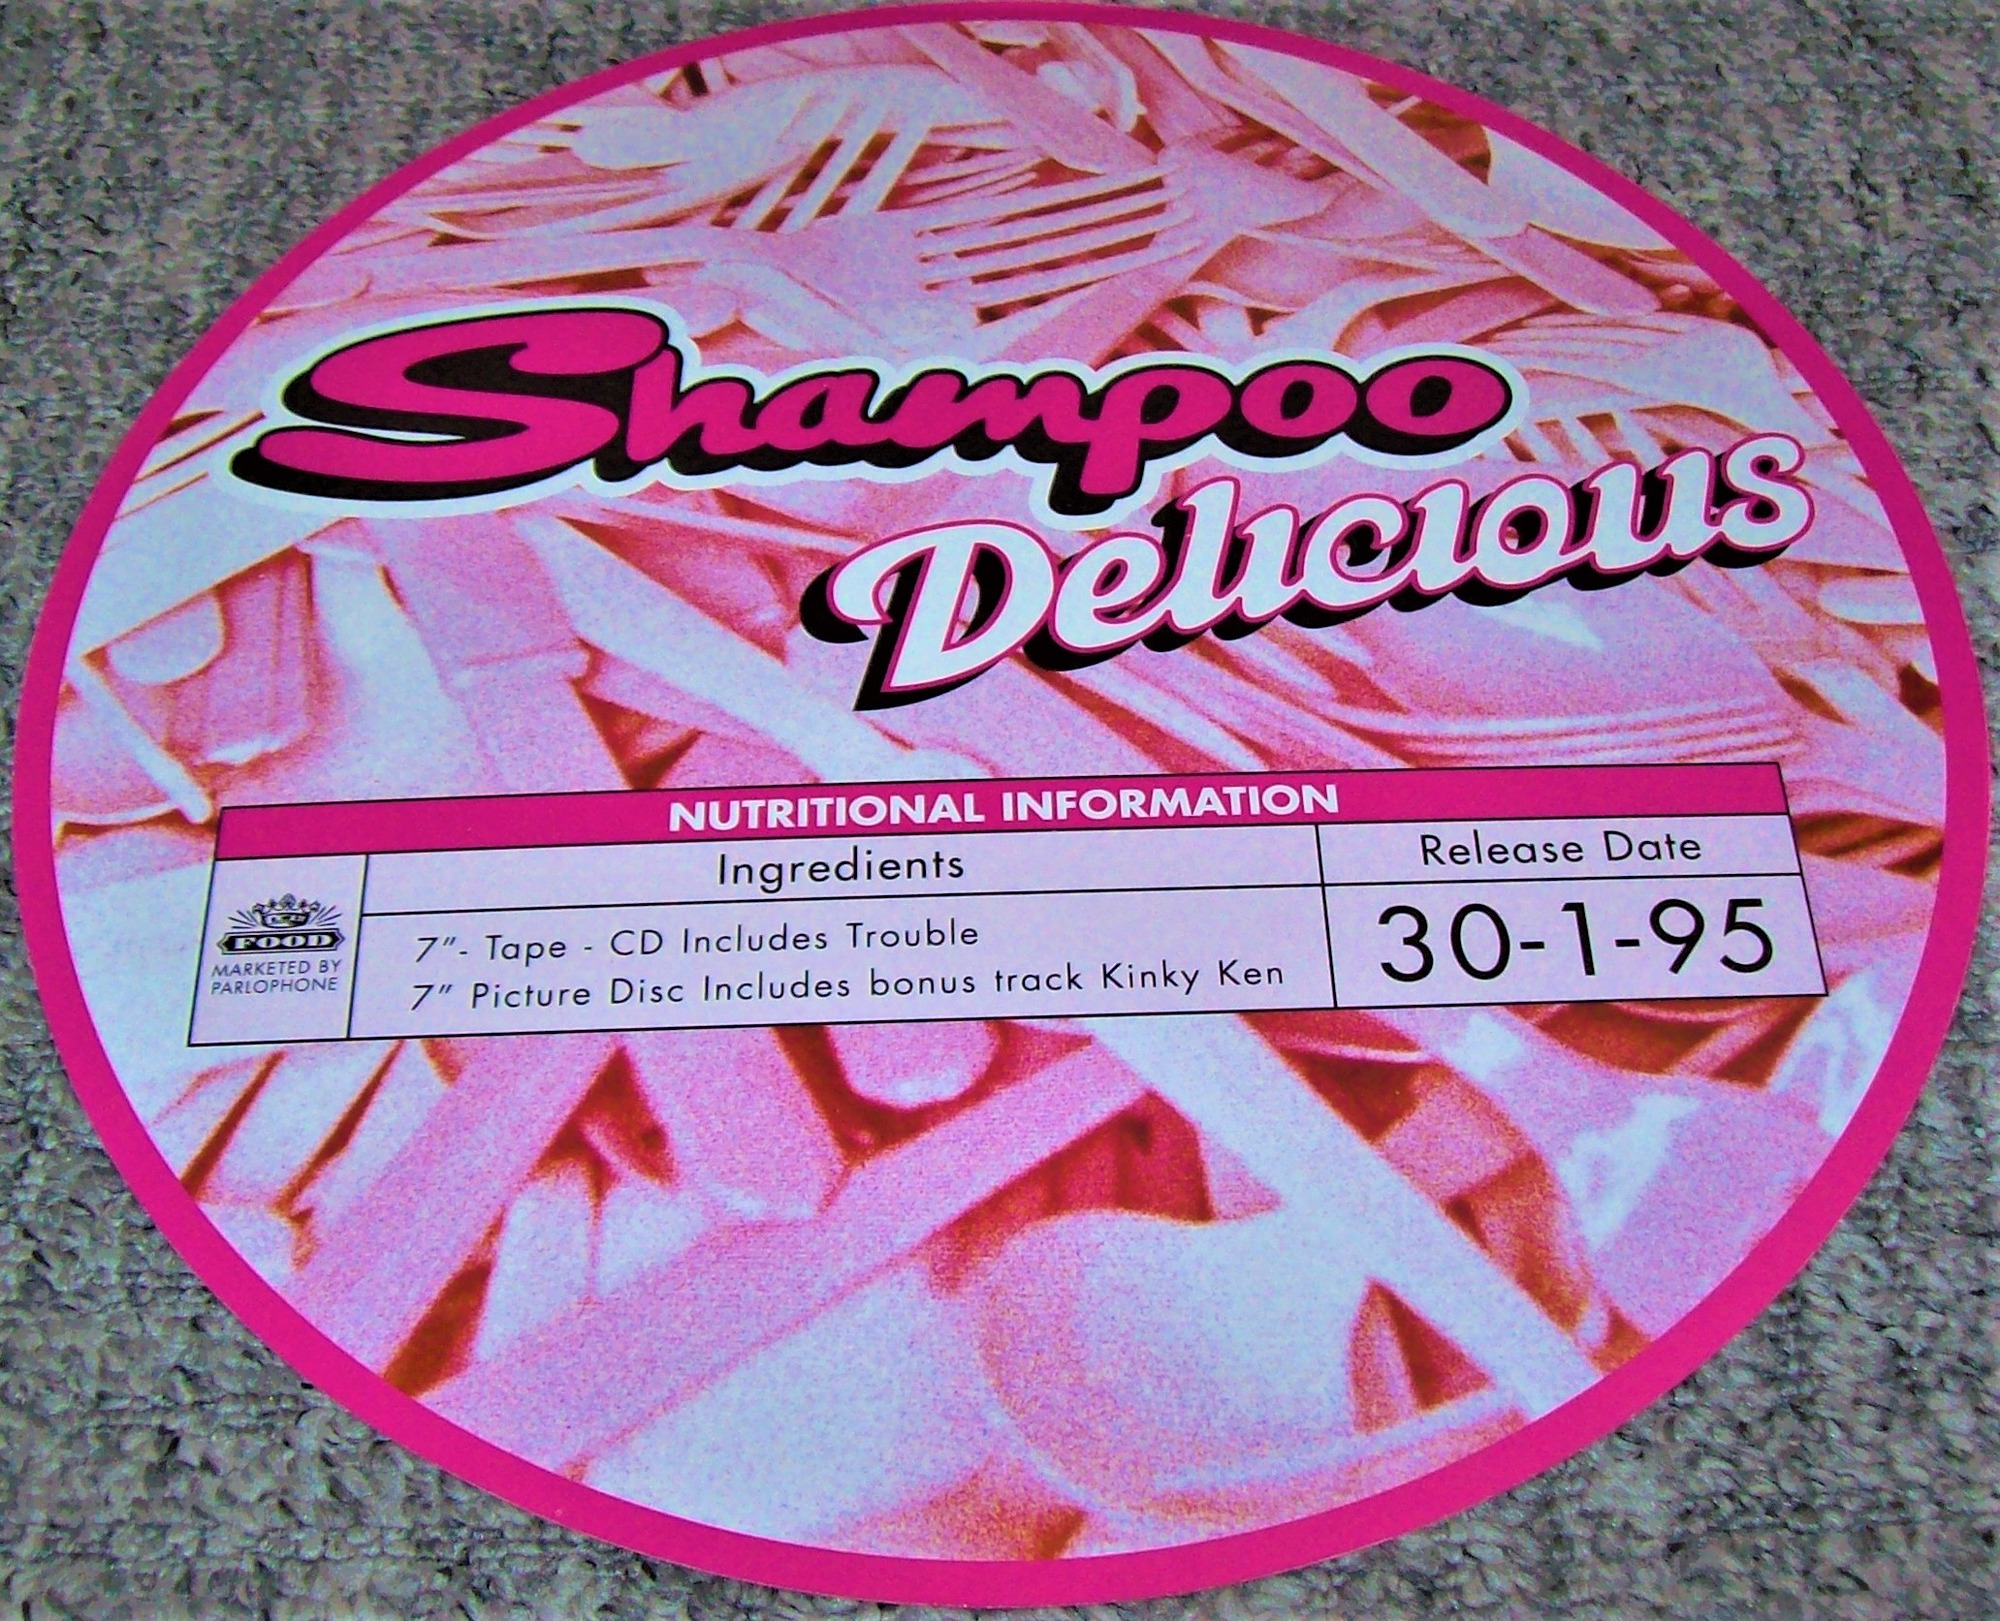 Shampoo
Delicious
NUTRITIONAL INFORMATION
Ingredients
Release Date
FOOD
MARKETED BY
PARLOPHONE
7"- Tape - CD Includes Trouble
7" Picture Disc Includes bonus track Kinky Ken
30-1-95